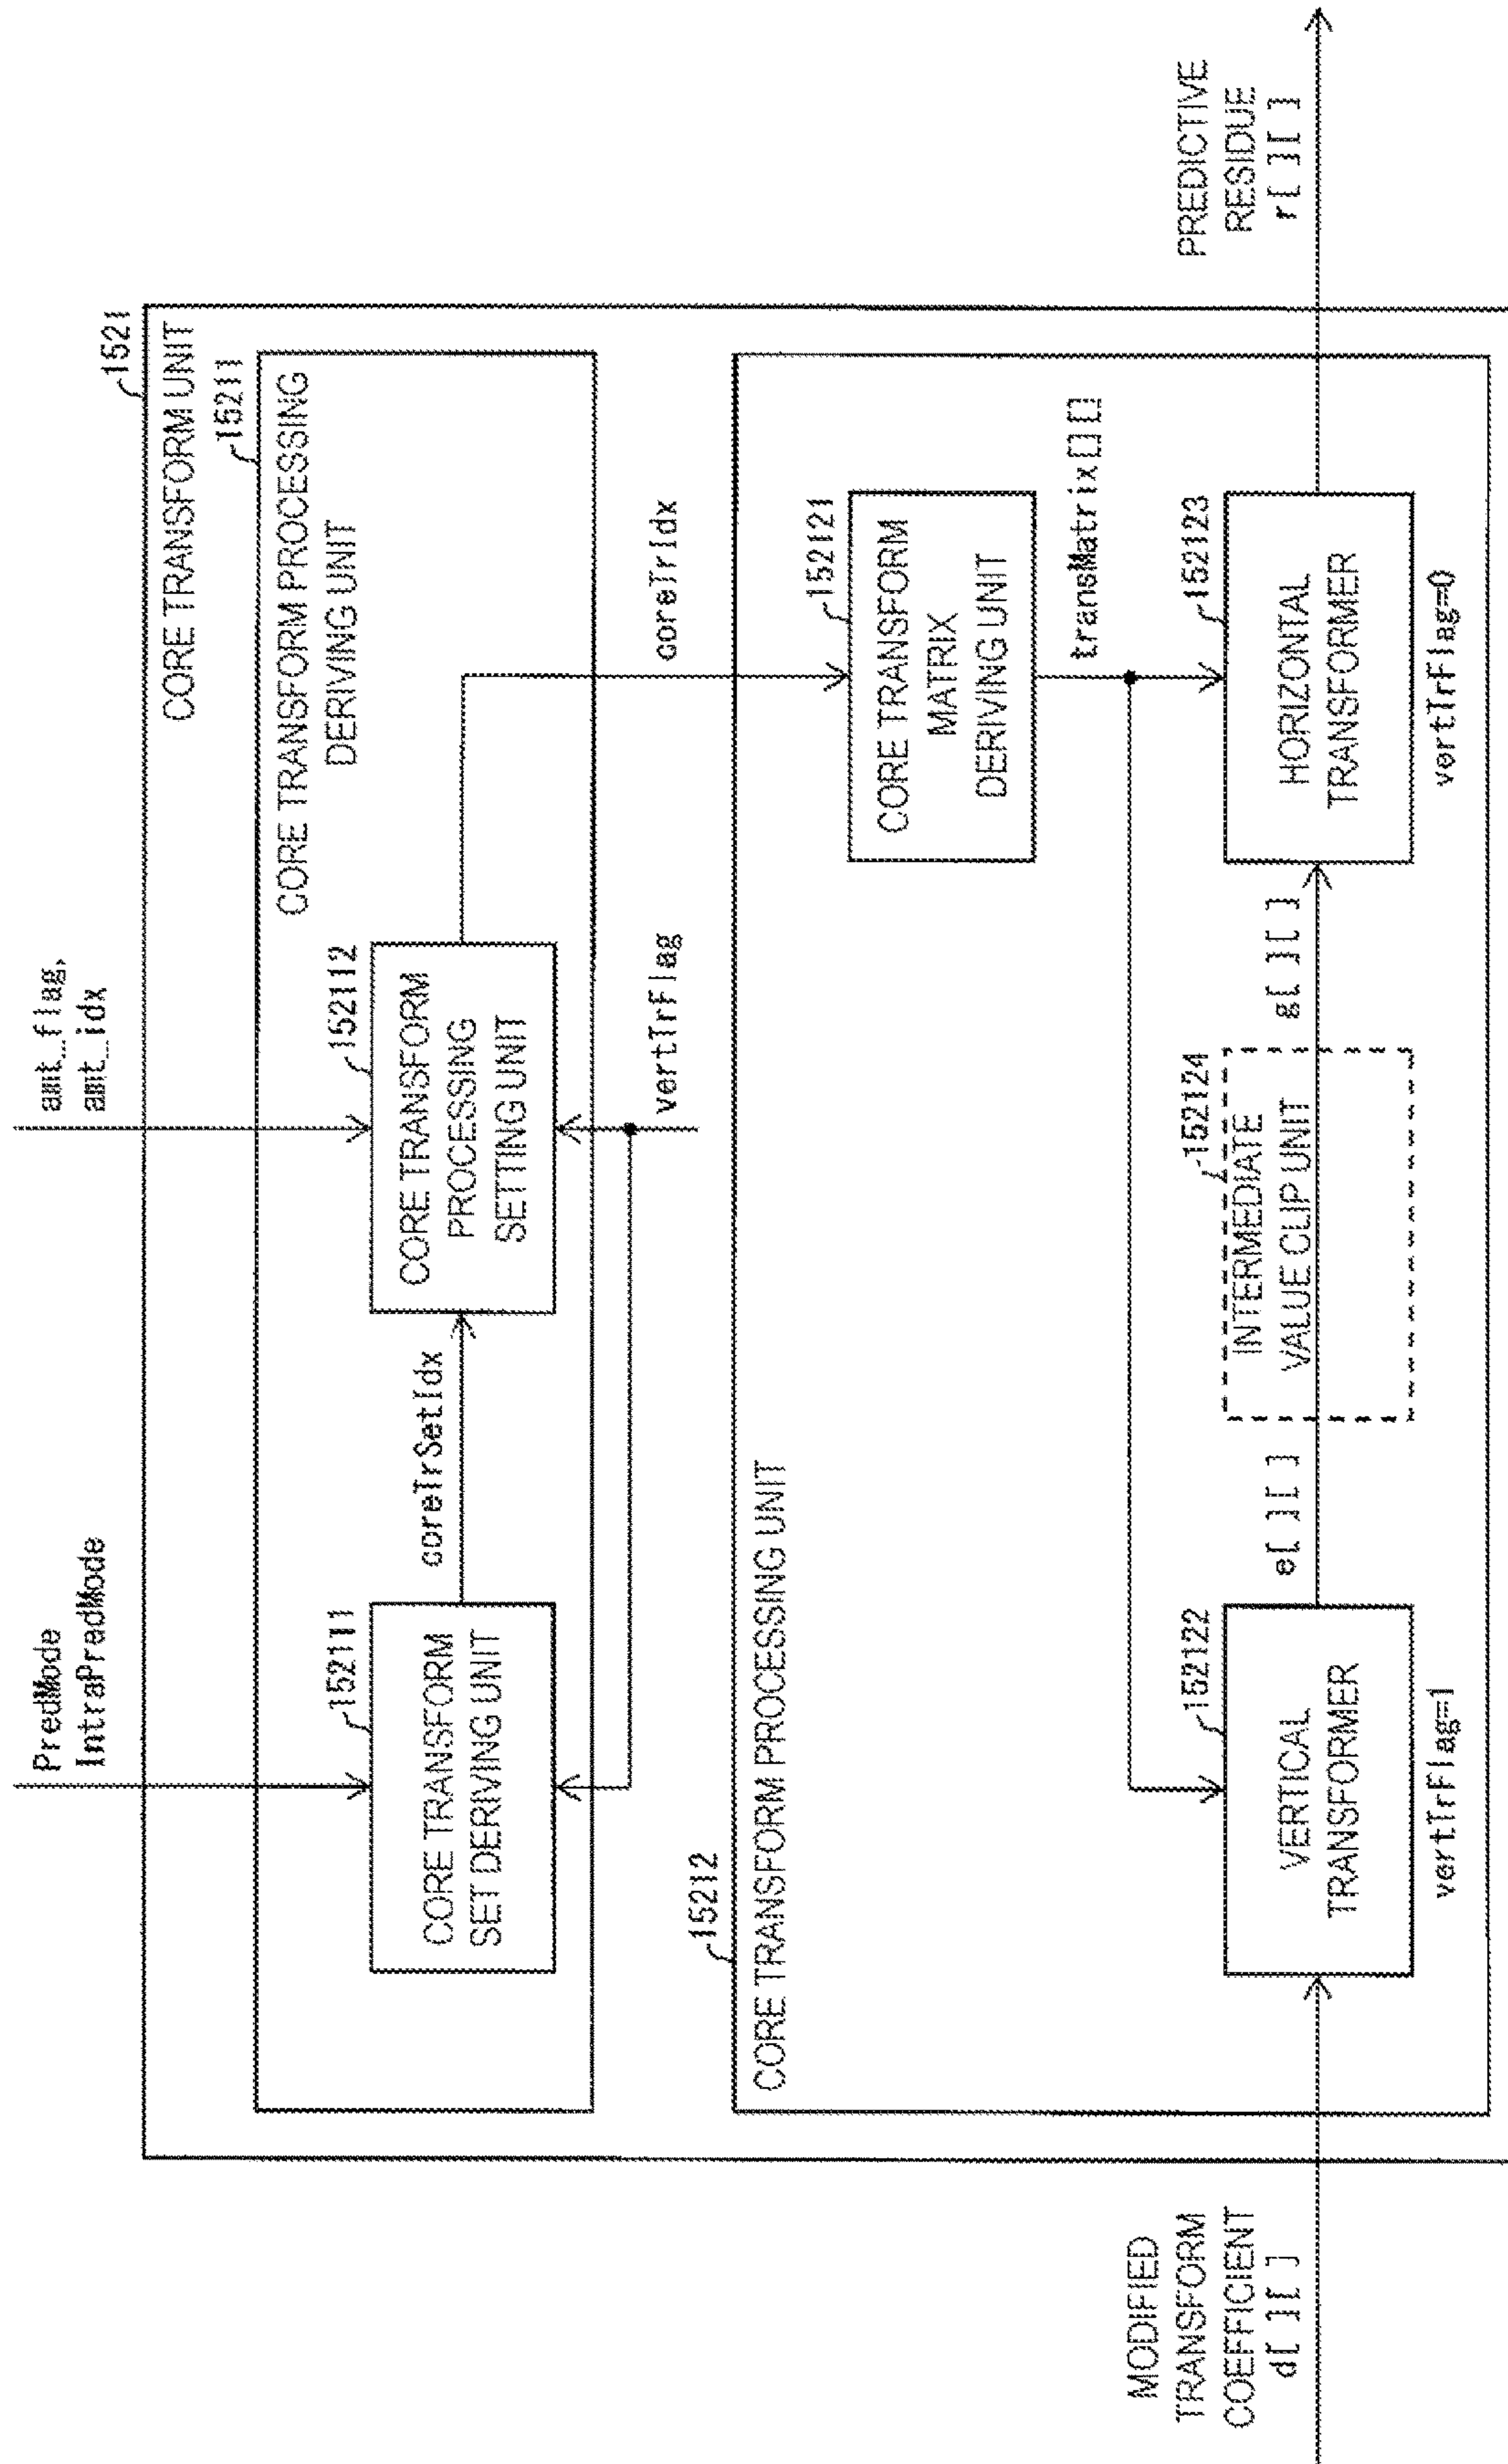 PredMode
IntraPredMode
amt_flag,
amt_idx
1521
CORE TRANSFORM UNIT
15211
CORE TRANSFORM PROCESSING
DERIVING UNIT
152111
CORE TRANSFORM
SET DERIVING UNIT
coreTrSetIdx
152112
CORE TRANSFORM
PROCESSING
SETTING UNIT
vertTrFlag
coreTrIdx
15212
CORE TRANSFORM PROCESSING UNIT
152121
CORE TRANSFORM
MATRIX
DERIVING UNIT
transMatrix[][]
MODIFIED
TRANSFORM
COEFFICIENT
d[ ][ ]
152122
VERTICAL
TRANSFORMER
vertTrFlag=1
e[ ][ ]
152124
INTERMEDIATE
VALUE CLIP UNIT
g[ ][ ]
152123
HORIZONTAL
TRANSFORMER
vertTrFlag=0
PREDICTIVE
RESIDUE
r[ ][ ]